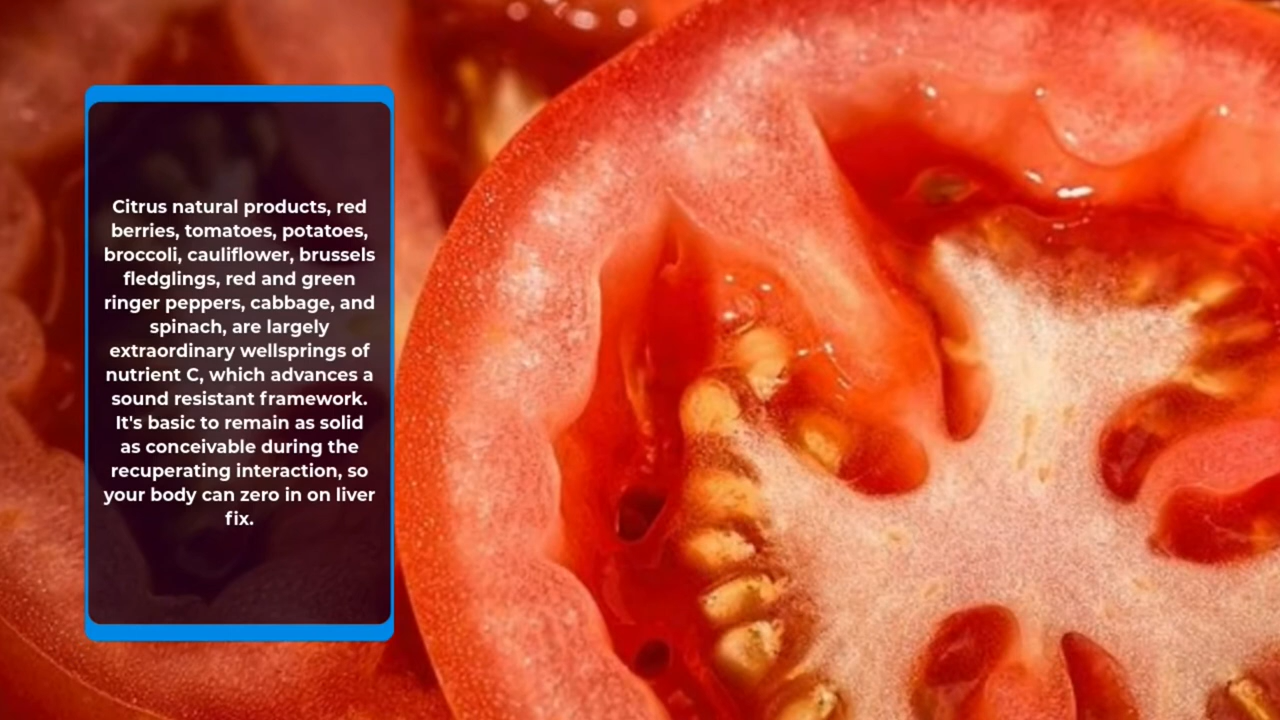 Citrus natural products, red
berries, tomatoes, potatoes,
broccoli, cauliflower, brussels
fledglings, red and green
ringer peppers, cabbage, and
spinach, are largely
extraordinary wellsprings of
nutrient C, which advances a
sound resistant framework.
It's basic to remain as solid
as conceivable during the
recuperating interaction, so
your body can zero in on liver
fix.